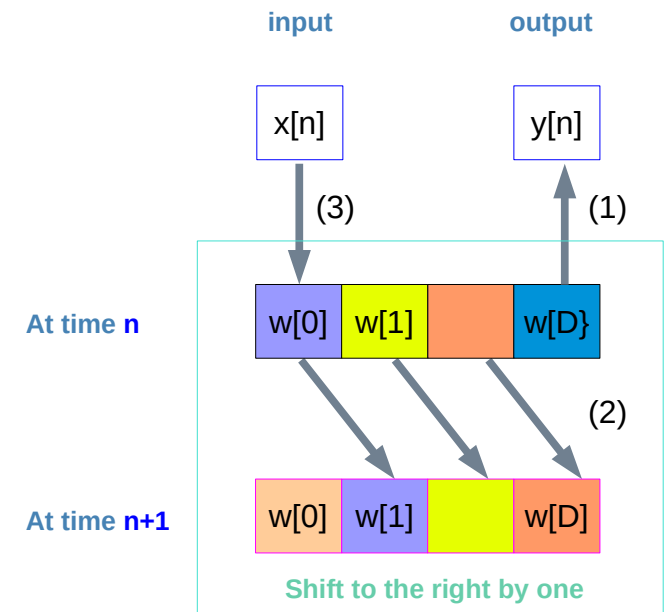 input output
x[n] y[n]
(3) (1)
At time n w[0] w[1] w[D}
(2)
At time n+1 w[0] w[1] w[D]
Shift to the right by one